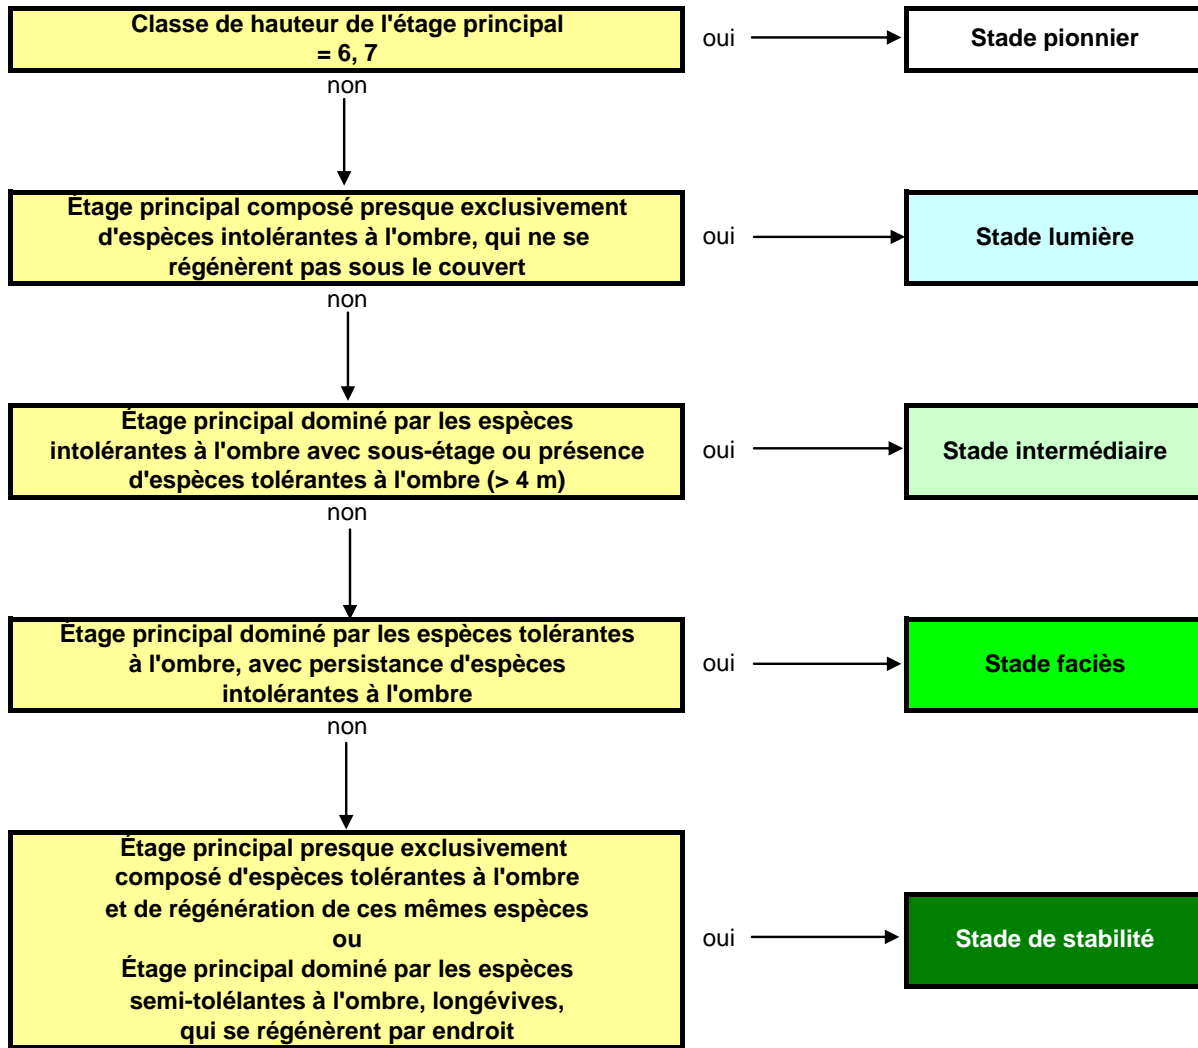 Classe de hauteur de l'étage principal
= 6, 7
oui
Stade pionnier
non
Étage principal composé presque exclusivement
d'espèces intolérantes à l'ombre, qui ne se
régénèrent pas sous le couvert
oui
Stade lumière
non
Étage principal dominé par les espèces
intolérantes à l'ombre avec sous-étage ou présence
d'espèces tolérantes à l'ombre (> 4 m)
oui
Stade intermédiaire
non
Étage principal dominé par les espèces tolérantes
à l'ombre, avec persistance d'espèces
intolérantes à l'ombre
oui
Stade faciès
non
Étage principal presque exclusivement
composé d'espèces tolérantes à l'ombre
et de régénération de ces mêmes espèces
ou
Étage principal dominé par les espèces
semi-tolélantes à l'ombre, longévives,
qui se régénèrent par endroit
oui
Stade de stabilité